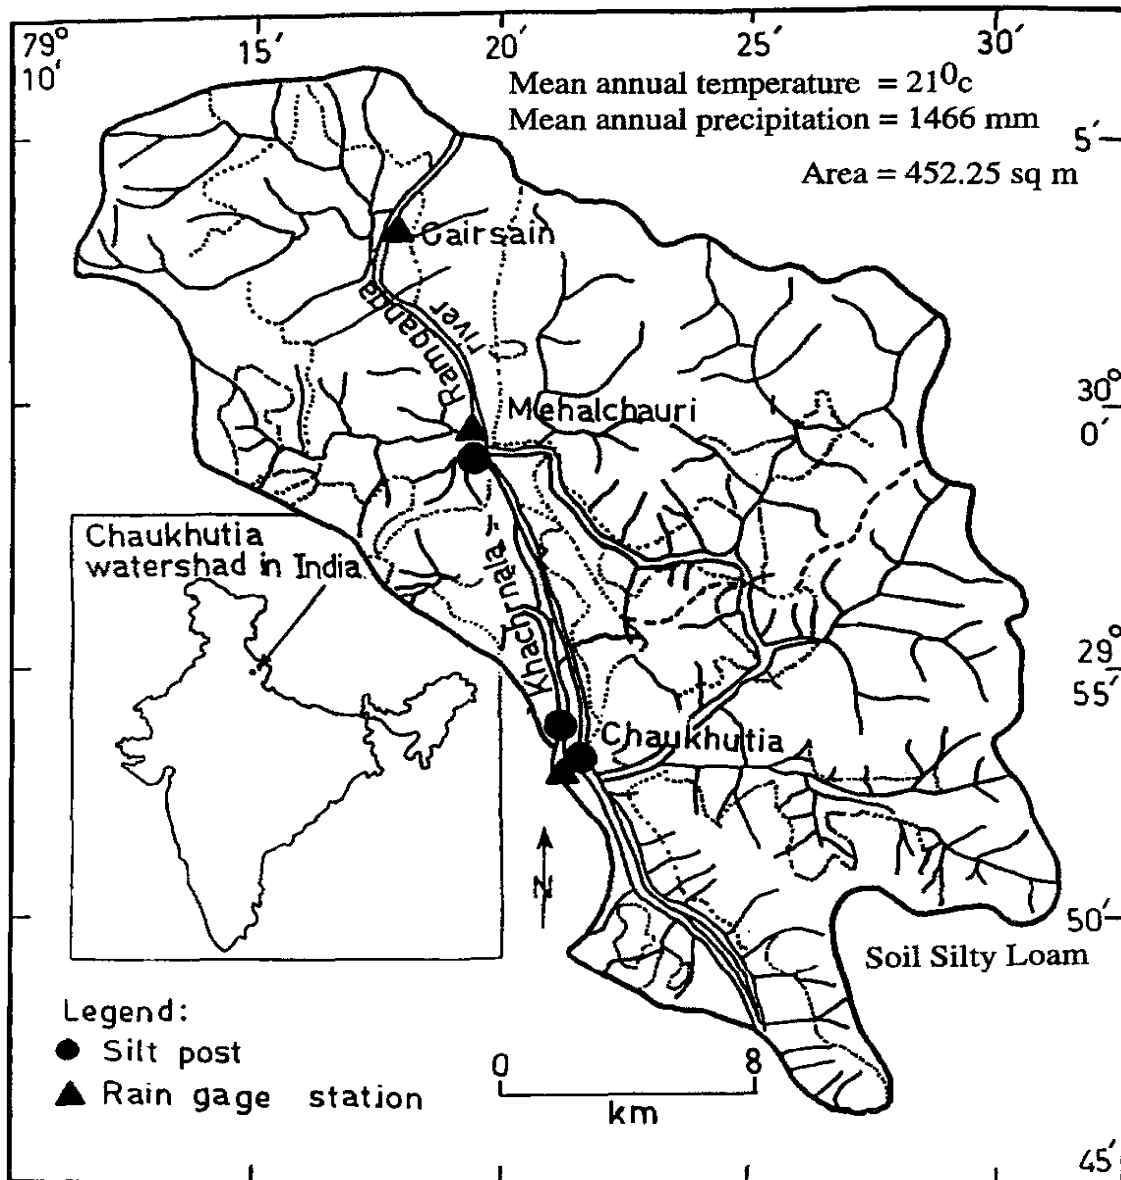 79° 15′ 20′ 25′ 30′
10′
Mean annual temperature = 21⁰c
Mean annual precipitation = 1466 mm
5′
Area = 452.25 sq m
Gairsain
Ramganga
river
Mehalchauri
30°
0′
Chaukhutia
watershad in India
Khachrnala
29°
55′
Chaukhutia
N
50′
Soil Silty Loam
Legend:
Silt post
Rain gage station
0 8
km
45′